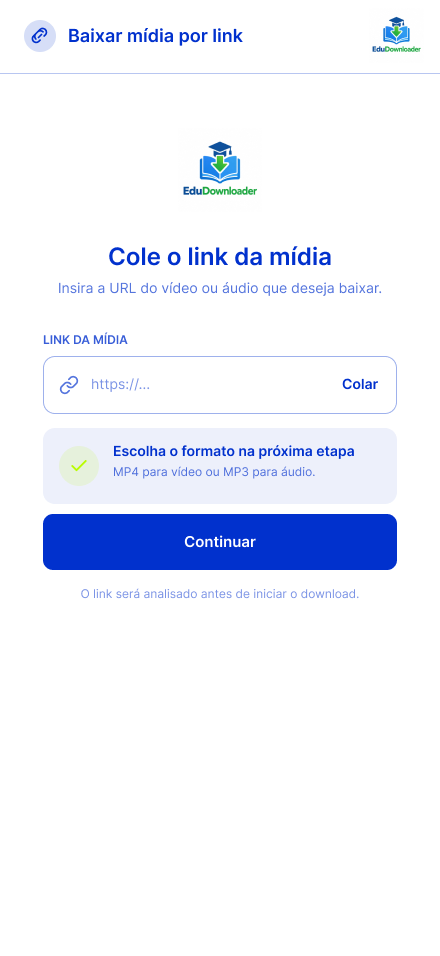 Baixar mídia por link
EduDownloader
EduDownloader
Cole o link da mídia
Insira a URL do vídeo ou áudio que deseja baixar.
LINK DA MÍDIA
https://...
Colar
Escolha o formato na próxima etapa
MP4 para vídeo ou MP3 para áudio.
Continuar
O link será analisado antes de iniciar o download.